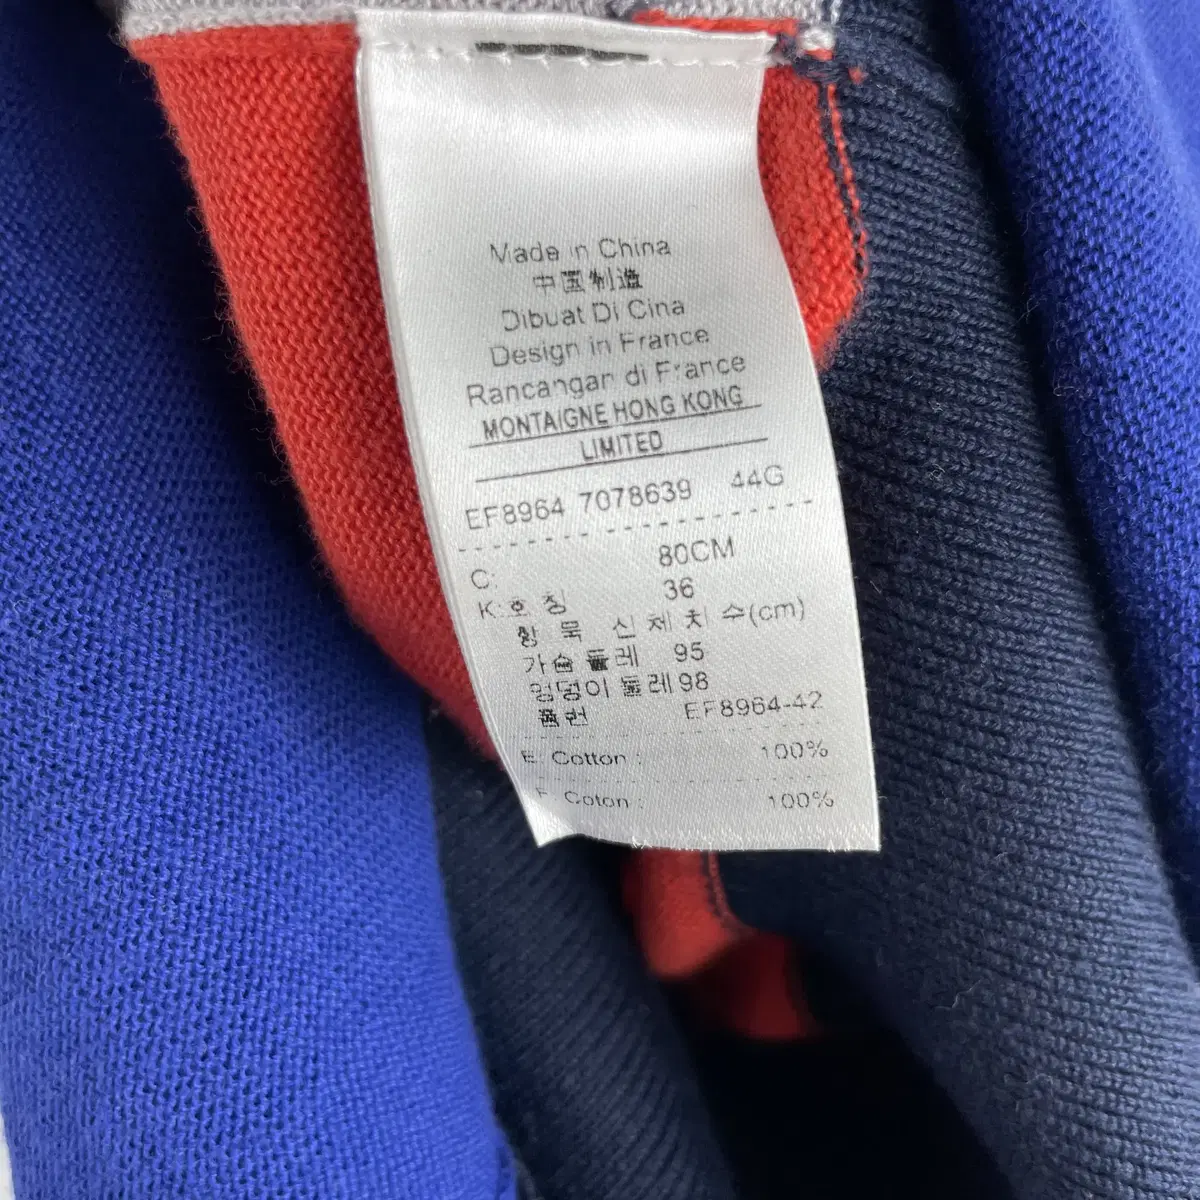 Made in China
中国制造
Dibuat Di Cina
Design in France
Rancangan di France
MONTAIGNE HONG KONG
LIMITED
EF8964 7078639 44G
C: 80CM
K: 호칭 36
항목 신체치수(cm)
가슴둘레 95
엉덩이둘레 98
품번 EF8964-42
E Cotton : 100%
F Coton : 100%